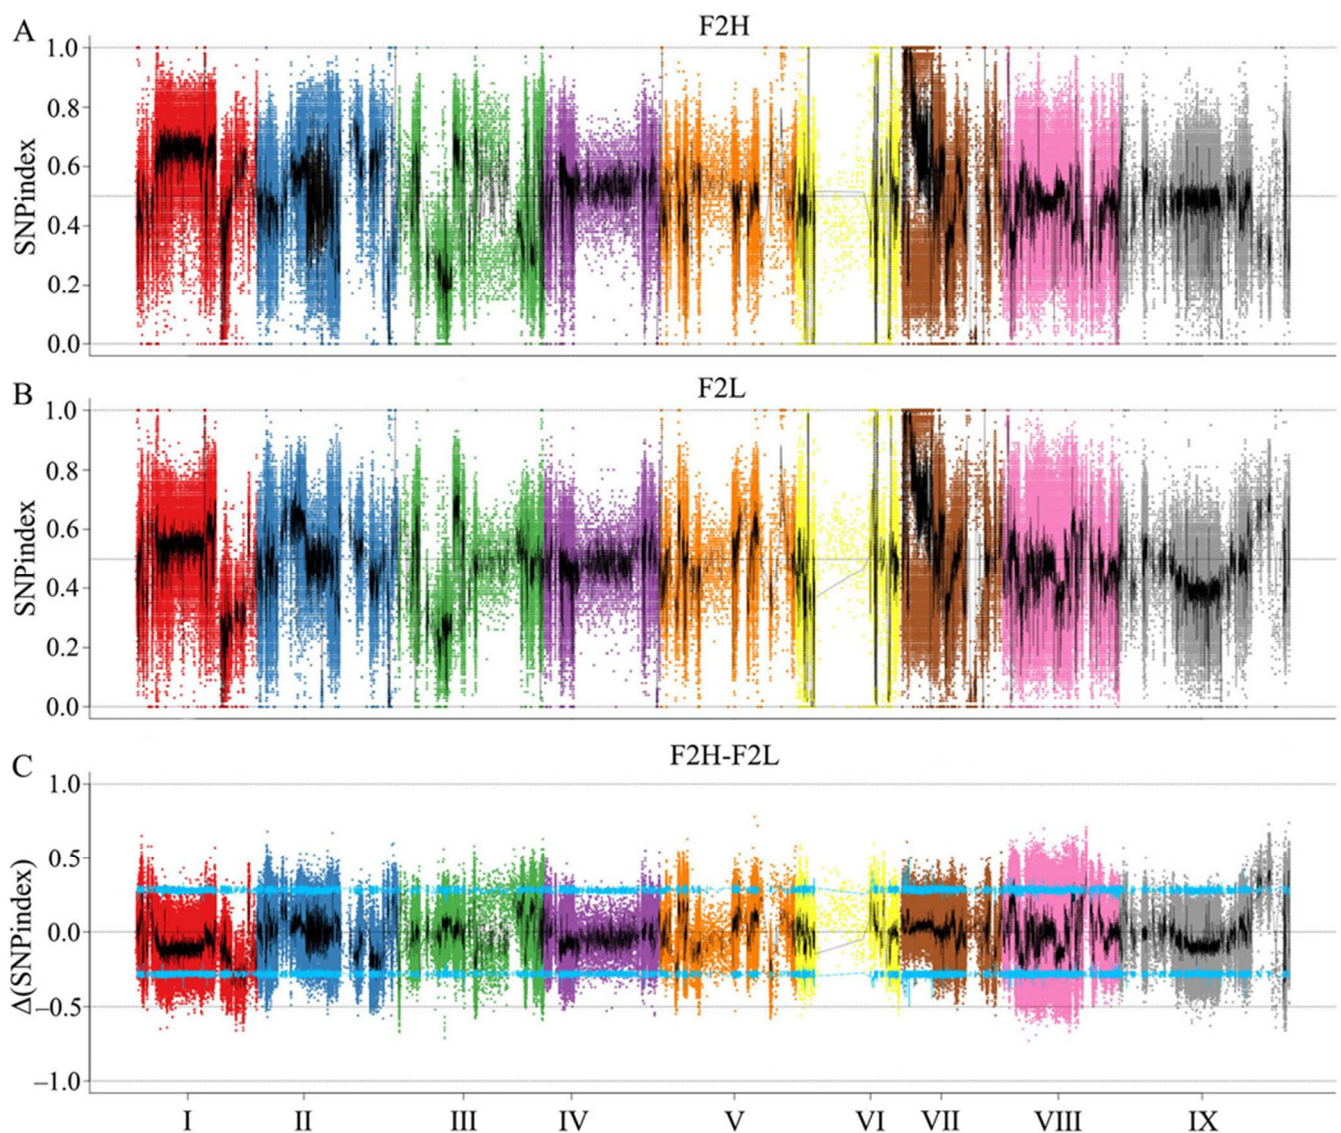 A
F2H
1.0
0.8
0.6
0.4
0.2
0.0
SNPindex
B
F2L
1.0
0.8
0.6
0.4
0.2
0.0
SNPindex
C
F2H-F2L
1.0
0.5
0.0
–0.5
–1.0
Δ(SNPindex)
I II III IV V VI VII VIII IX